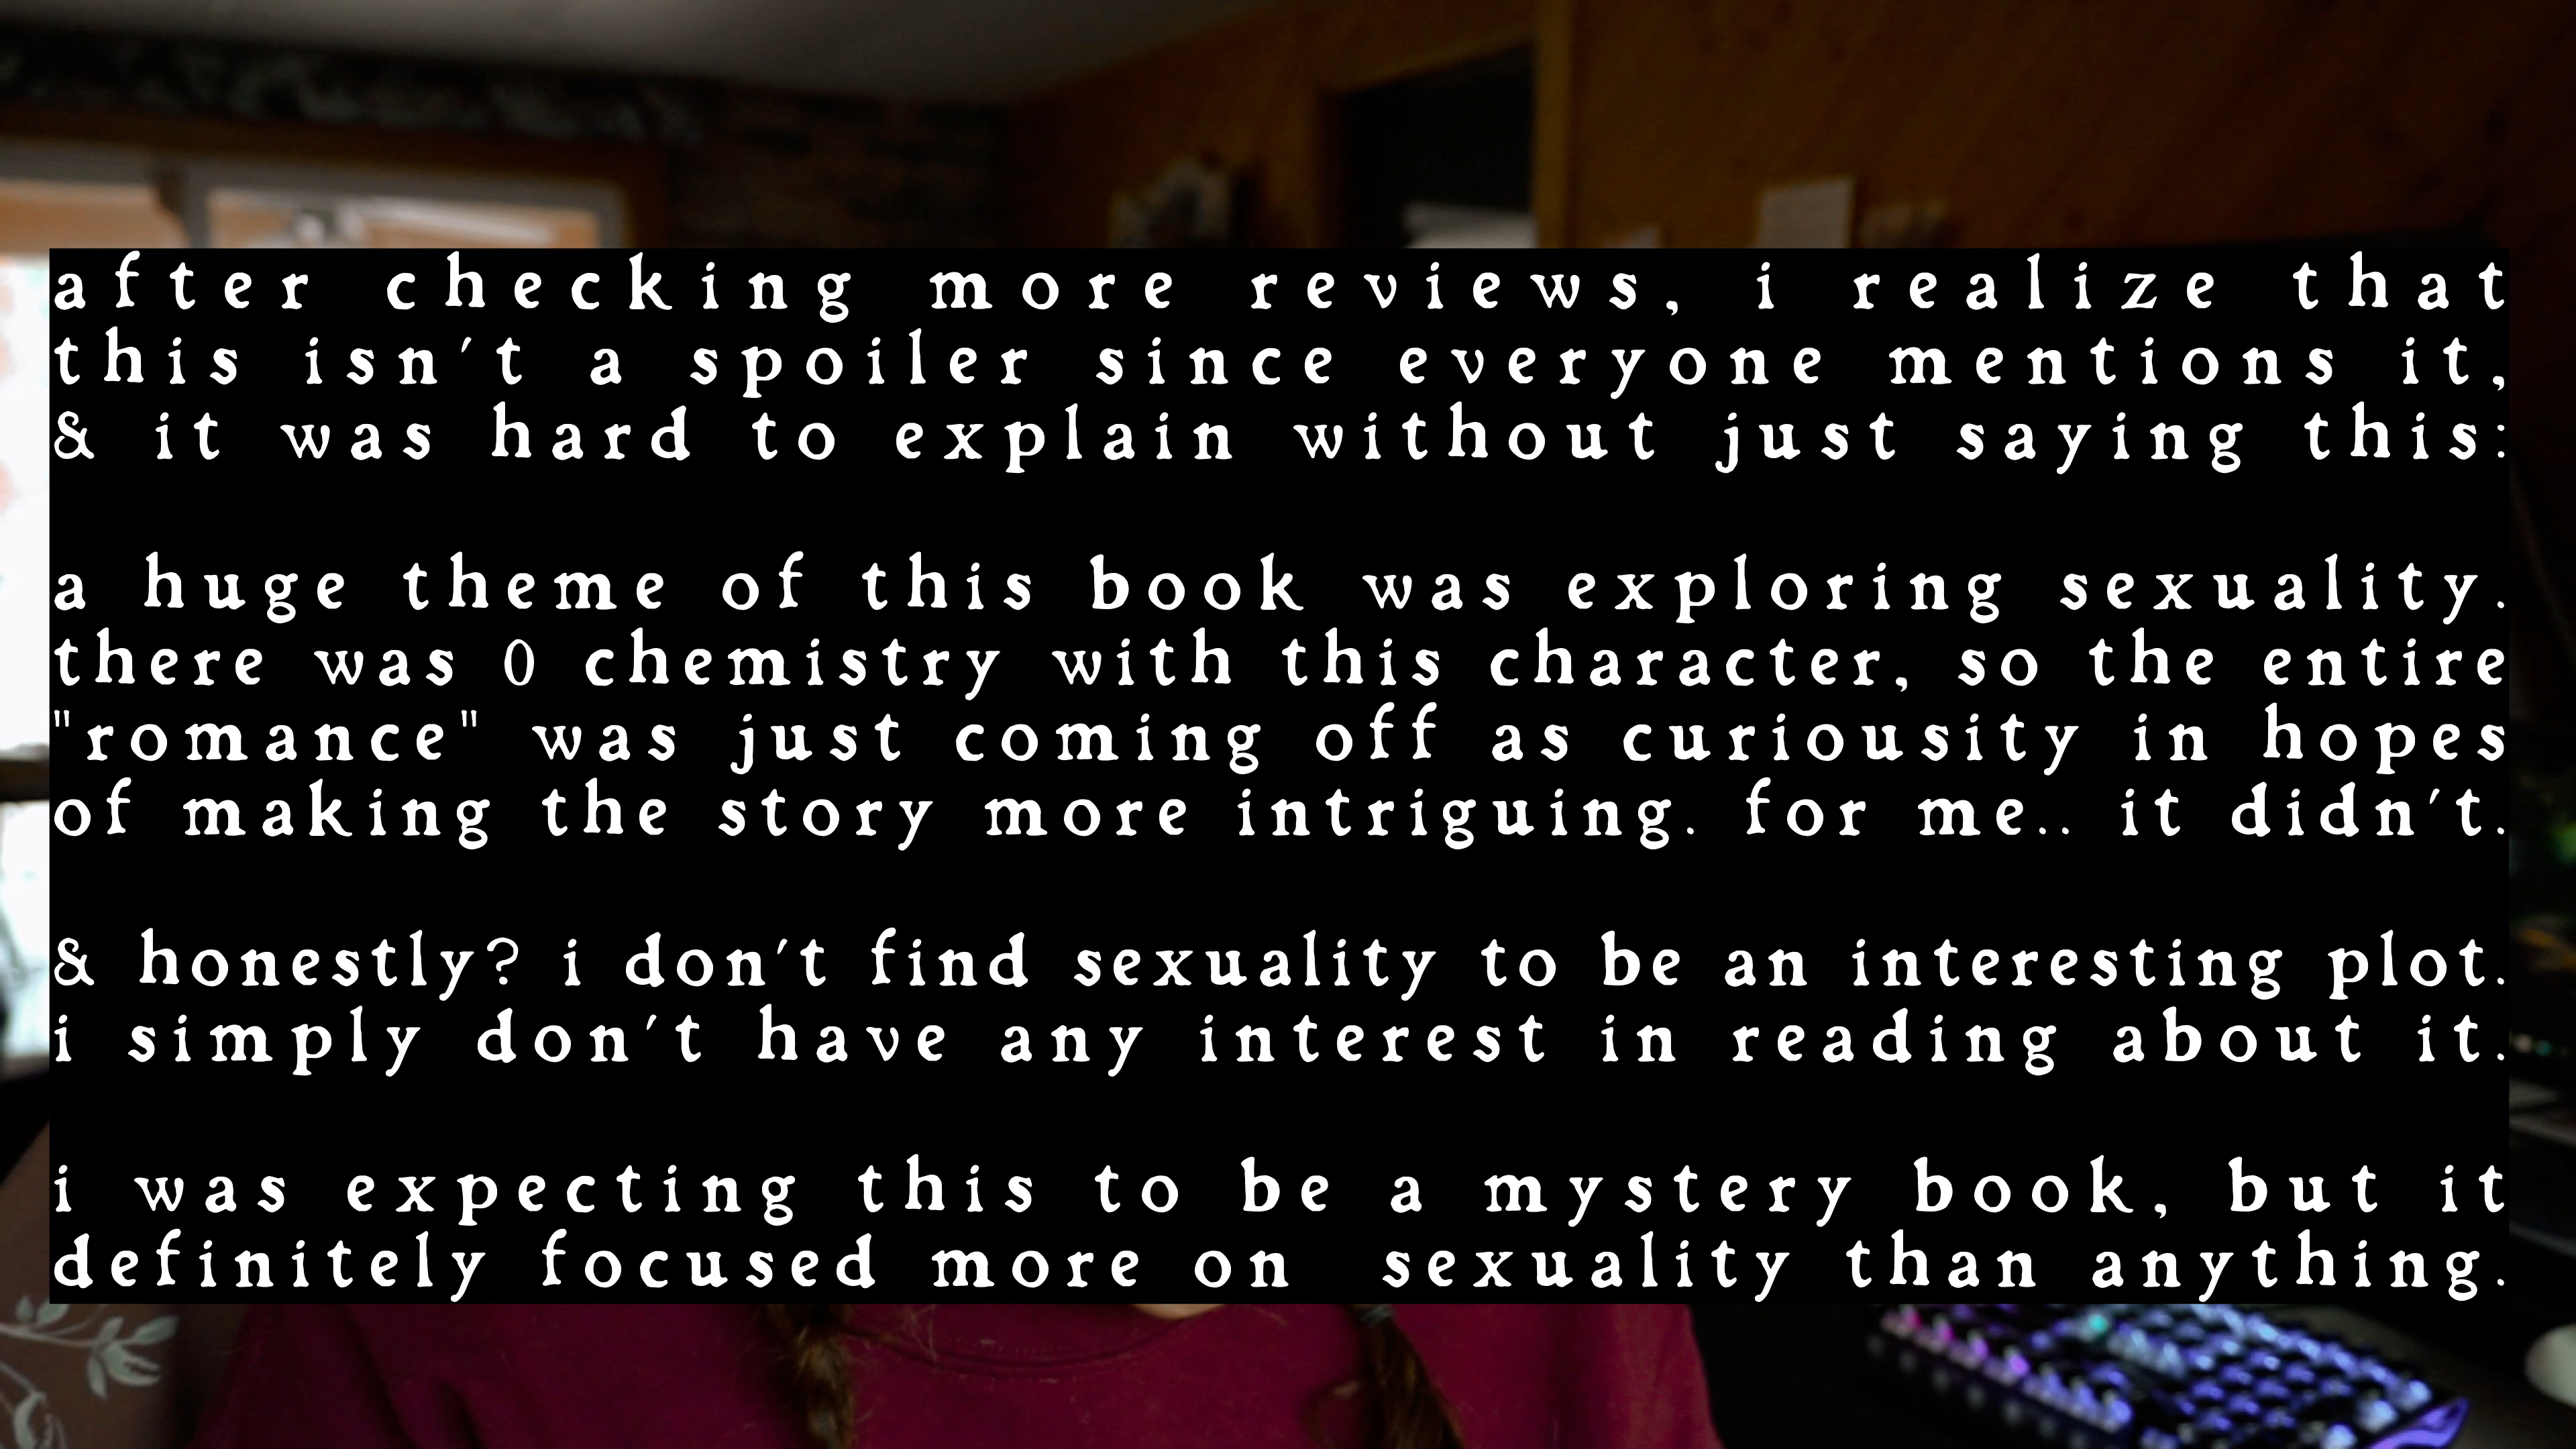 after checking more reviews, i realize that
this isn't a spoiler since everyone mentions it,
& it was hard to explain without just saying this:
a huge theme of this book was exploring sexuality.
there was 0 chemistry with this character, so the entire
"romance" was just coming off as curiousity in hopes
of making the story more intriguing. for me.. it didn't.
& honestly? i don't find sexuality to be an interesting plot.
i simply don't have any interest in reading about it.
i was expecting this to be a mystery book, but it
definitely focused more on sexuality than anything.